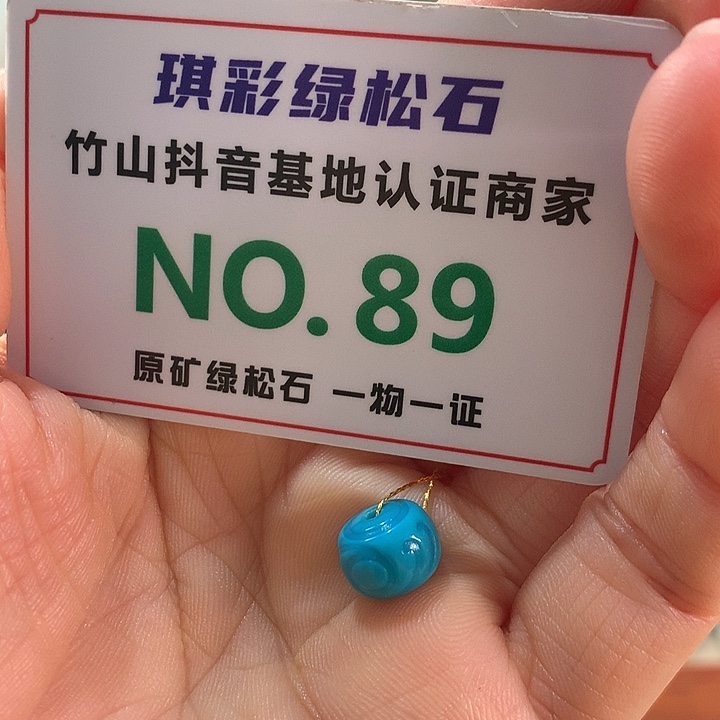 琪彩绿松石
竹山抖音基地认证商家
NO. 89
原矿绿松石 一物一证